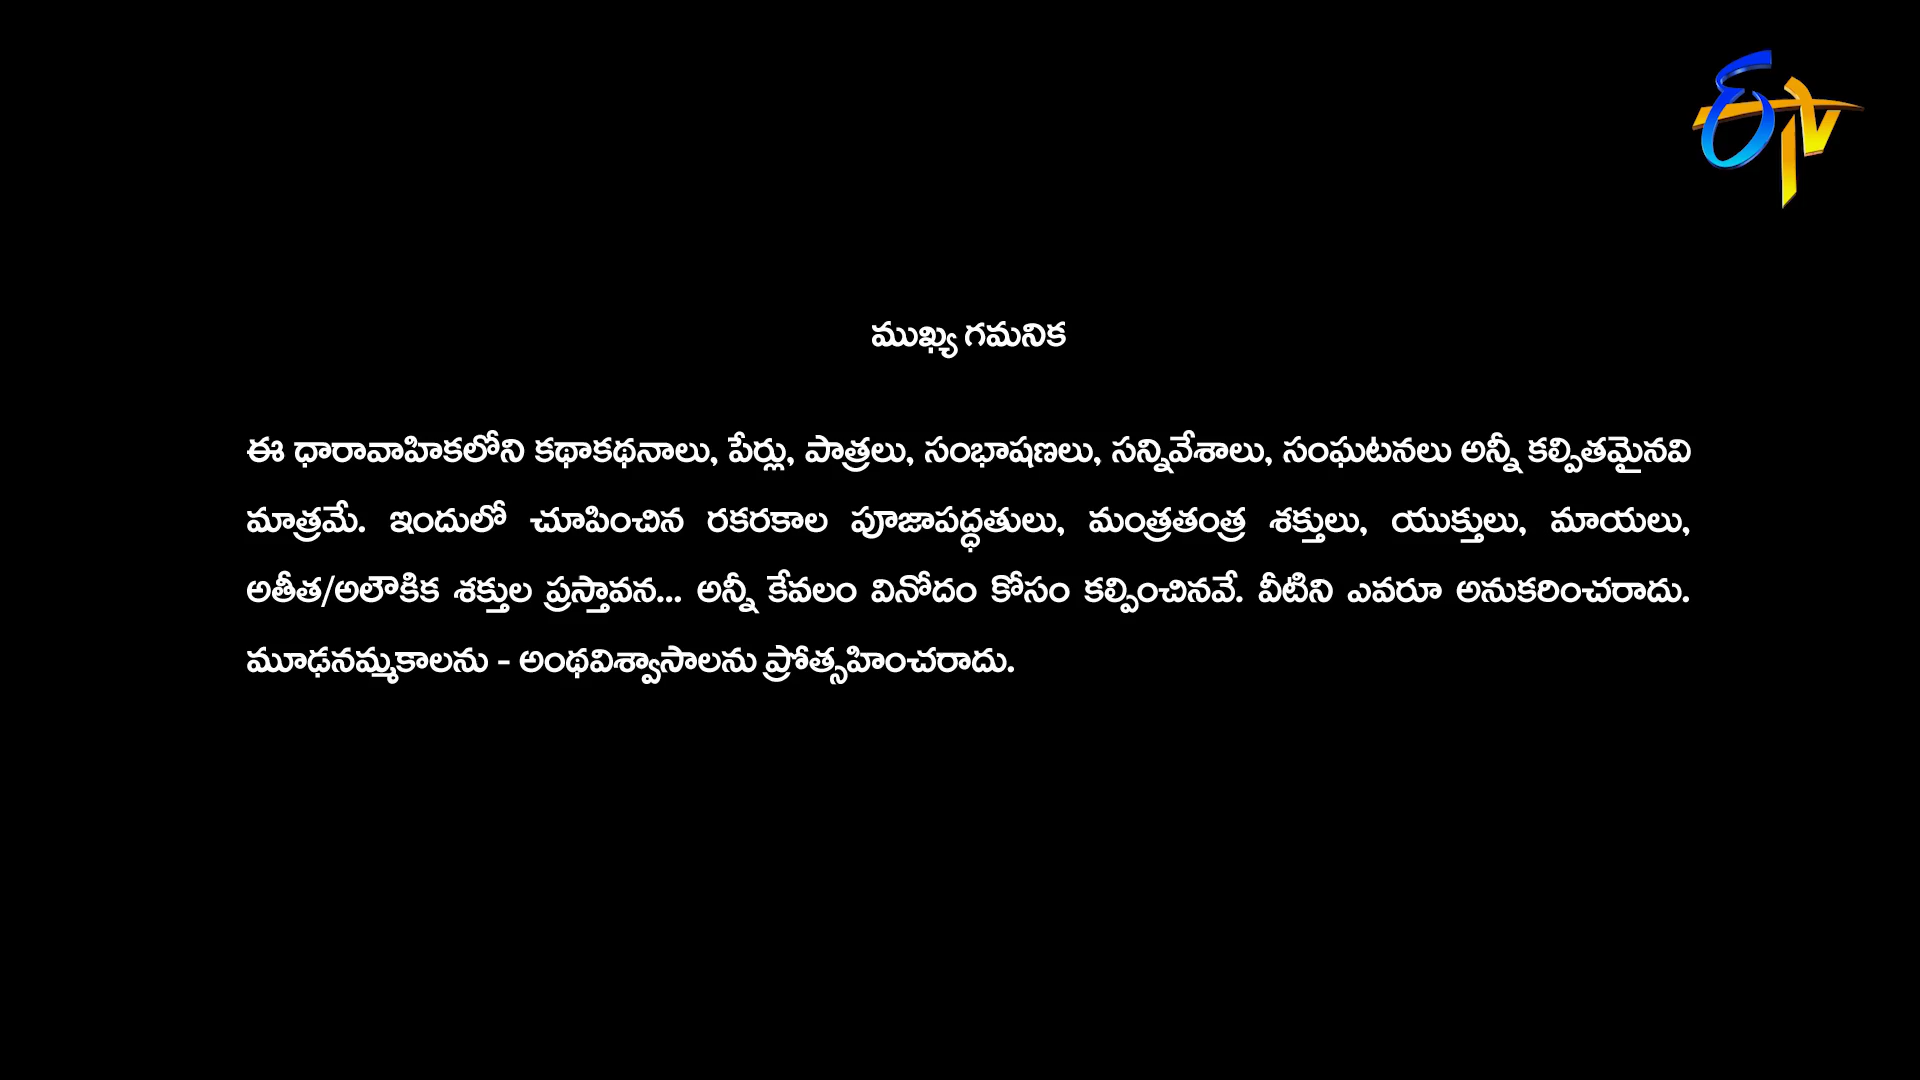 ఈTV
ముఖ్య గమనిక
ఈ ధారావాహికలోని కథాకథనాలు, పేర్లు, పాత్రలు, సంభాషణలు, సన్నివేశాలు, సంఘటనలు అన్నీ కల్పితమైనవి
మాత్రమే. ఇందులో చూపించిన రకరకాల పూజాపద్ధతులు, మంత్రతంత్ర శక్తులు, యుక్తులు, మాయలు,
అతీత/అలౌకిక శక్తుల ప్రస్తావన... అన్నీ కేవలం వినోదం కోసం కల్పించినవే. వీటిని ఎవరూ అనుకరించరాదు.
మూఢనమ్మకాలను - అంథవిశ్వాసాలను ప్రోత్సహించరాదు.